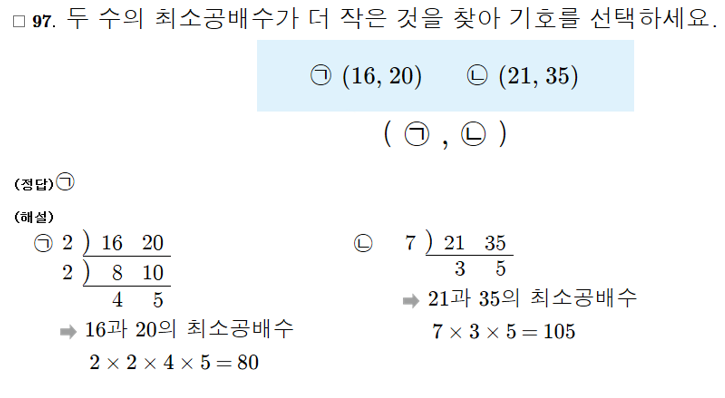 □ 97. 두 수의 최소공배수가 더 작은 것을 찾아 기호를 선택하세요.
㉠ (16, 20) ㉡ (21, 35)
( ㉠ , ㉡ )
(정답)㉠
(해설)
㉠ 2 ) 16 20
2 ) 8 10
4 5
➡ 16과 20의 최소공배수
2 × 2 × 4 × 5 = 80
㉡ 7 ) 21 35
3 5
➡ 21과 35의 최소공배수
7 × 3 × 5 = 105